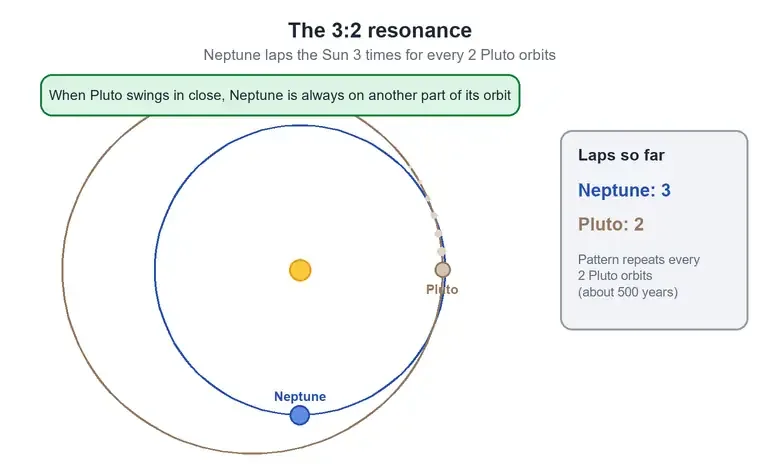 The 3:2 resonance
Neptune laps the Sun 3 times for every 2 Pluto orbits
When Pluto swings in close, Neptune is always on another part of its orbit
Laps so far
Neptune: 3
Pluto: 2
Pattern repeats every
2 Pluto orbits
(about 500 years)
Pluto
Neptune